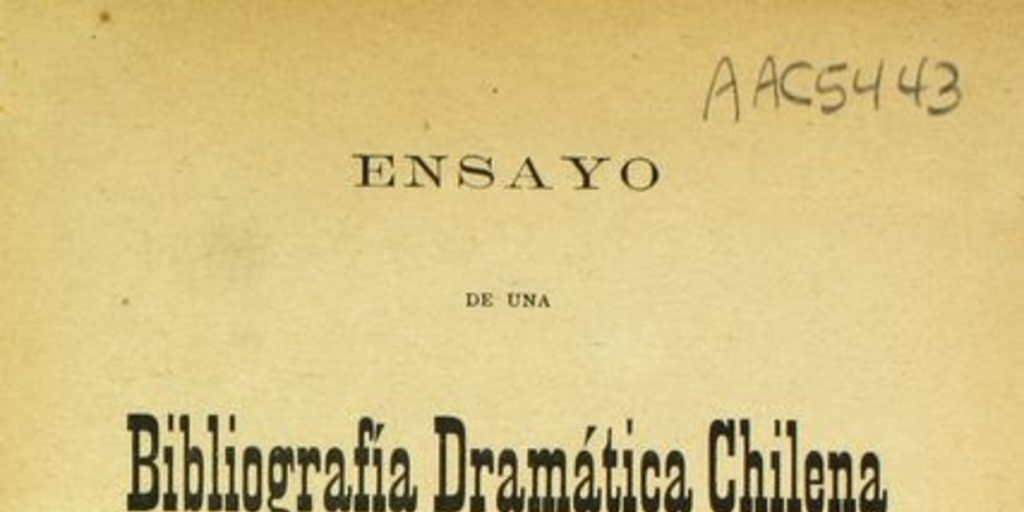 AAC5443
ENSAYO
DE UNA
Bibliografía Dramática Chilena